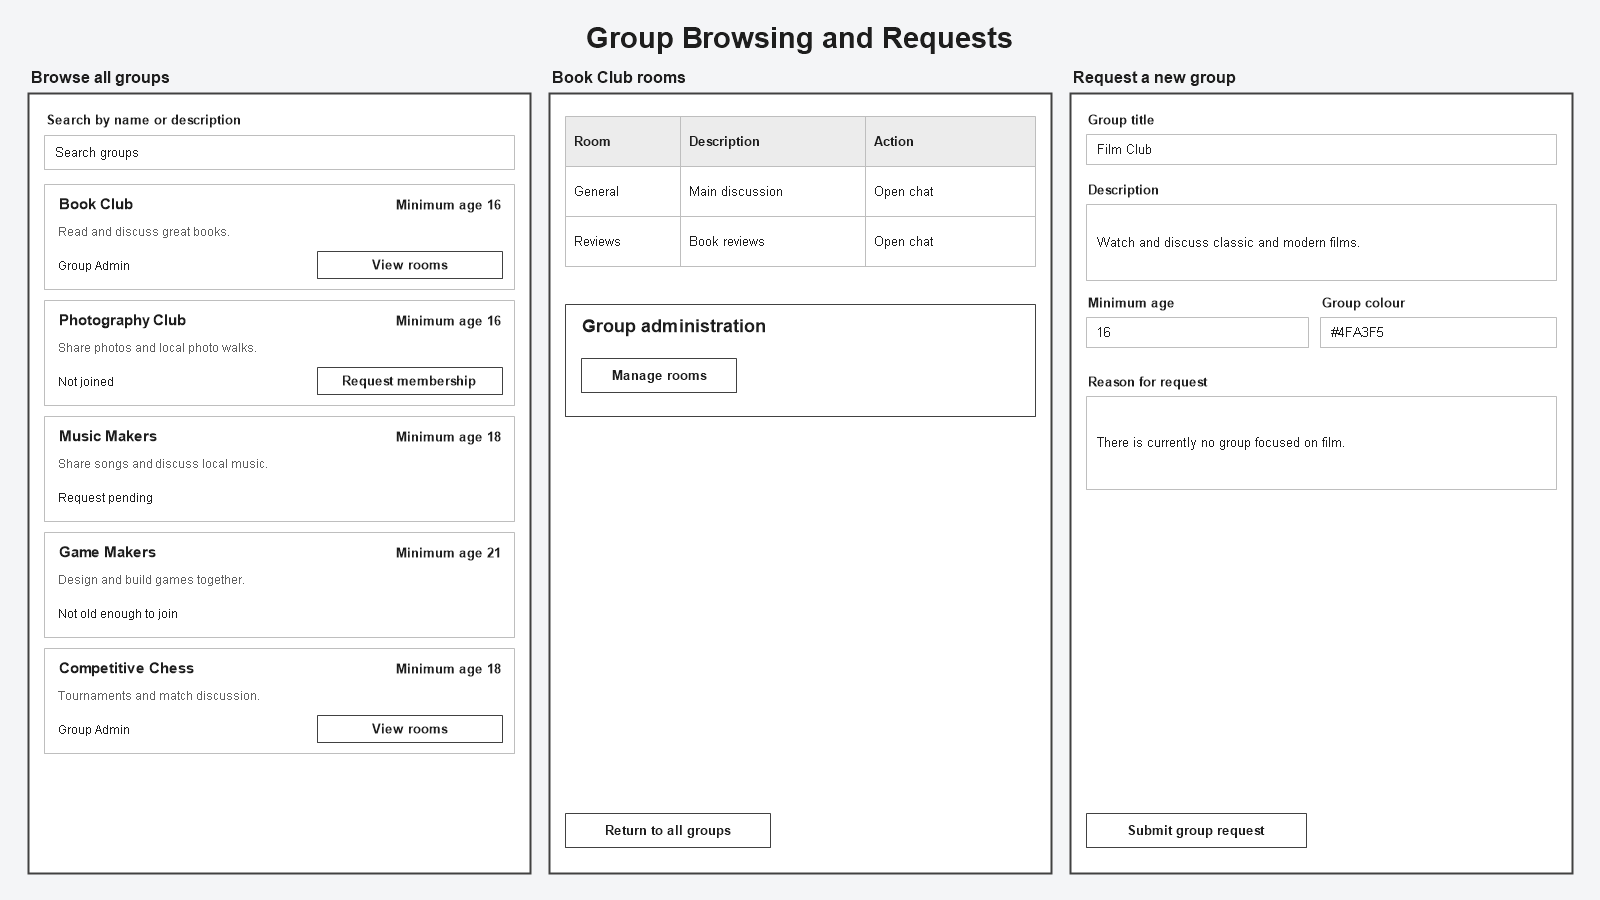 Group Browsing and Requests
Browse all groups
Search by name or description
Search groups
Book Club
Minimum age 16
Read and discuss great books.
Group Admin
View rooms
Photography Club
Minimum age 16
Share photos and local photo walks.
Not joined
Request membership
Music Makers
Minimum age 18
Share songs and discuss local music.
Request pending
Game Makers
Minimum age 21
Design and build games together.
Not old enough to join
Competitive Chess
Minimum age 18
Tournaments and match discussion.
Group Admin
View rooms
Book Club rooms
Room Description Action
General Main discussion Open chat
Reviews Book reviews Open chat
Group administration
Manage rooms
Return to all groups
Request a new group
Group title
Film Club
Description
Watch and discuss classic and modern films.
Minimum age
16
Group colour
#4FA3F5
Reason for request
There is currently no group focused on film.
Submit group request